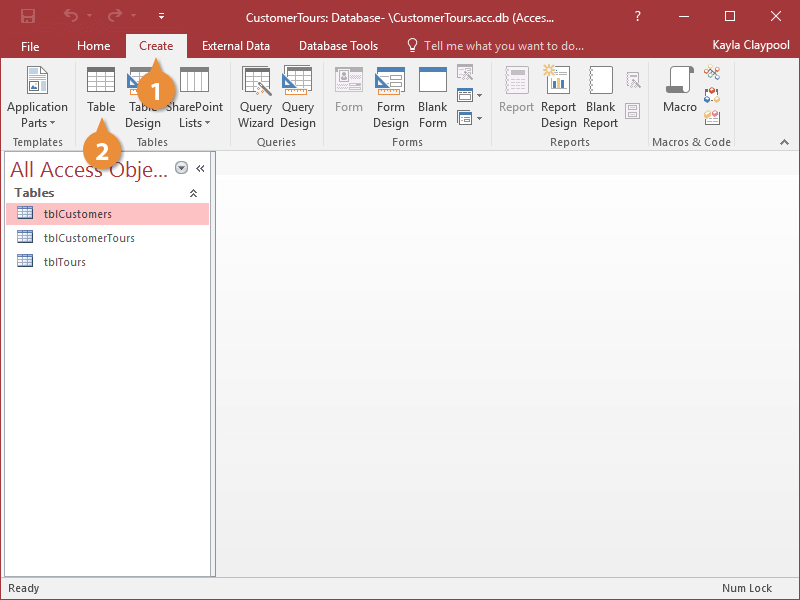 CustomerTours: Database- \CustomerTours.acc.db (Acces...
?
File Home Create External Data Database Tools Tell me what you want to do... Kayla Claypool
Application Parts
Table
Table Design
SharePoint Lists
Query Wizard
Query Design
Form
Form Design
Blank Form
Report
Report Design
Blank Report
Macro
Templates Tables Queries Forms Reports Macros & Code
1
2
All Access Obje...
Tables
tblCustomers
tblCustomerTours
tblTours
Ready Num Lock